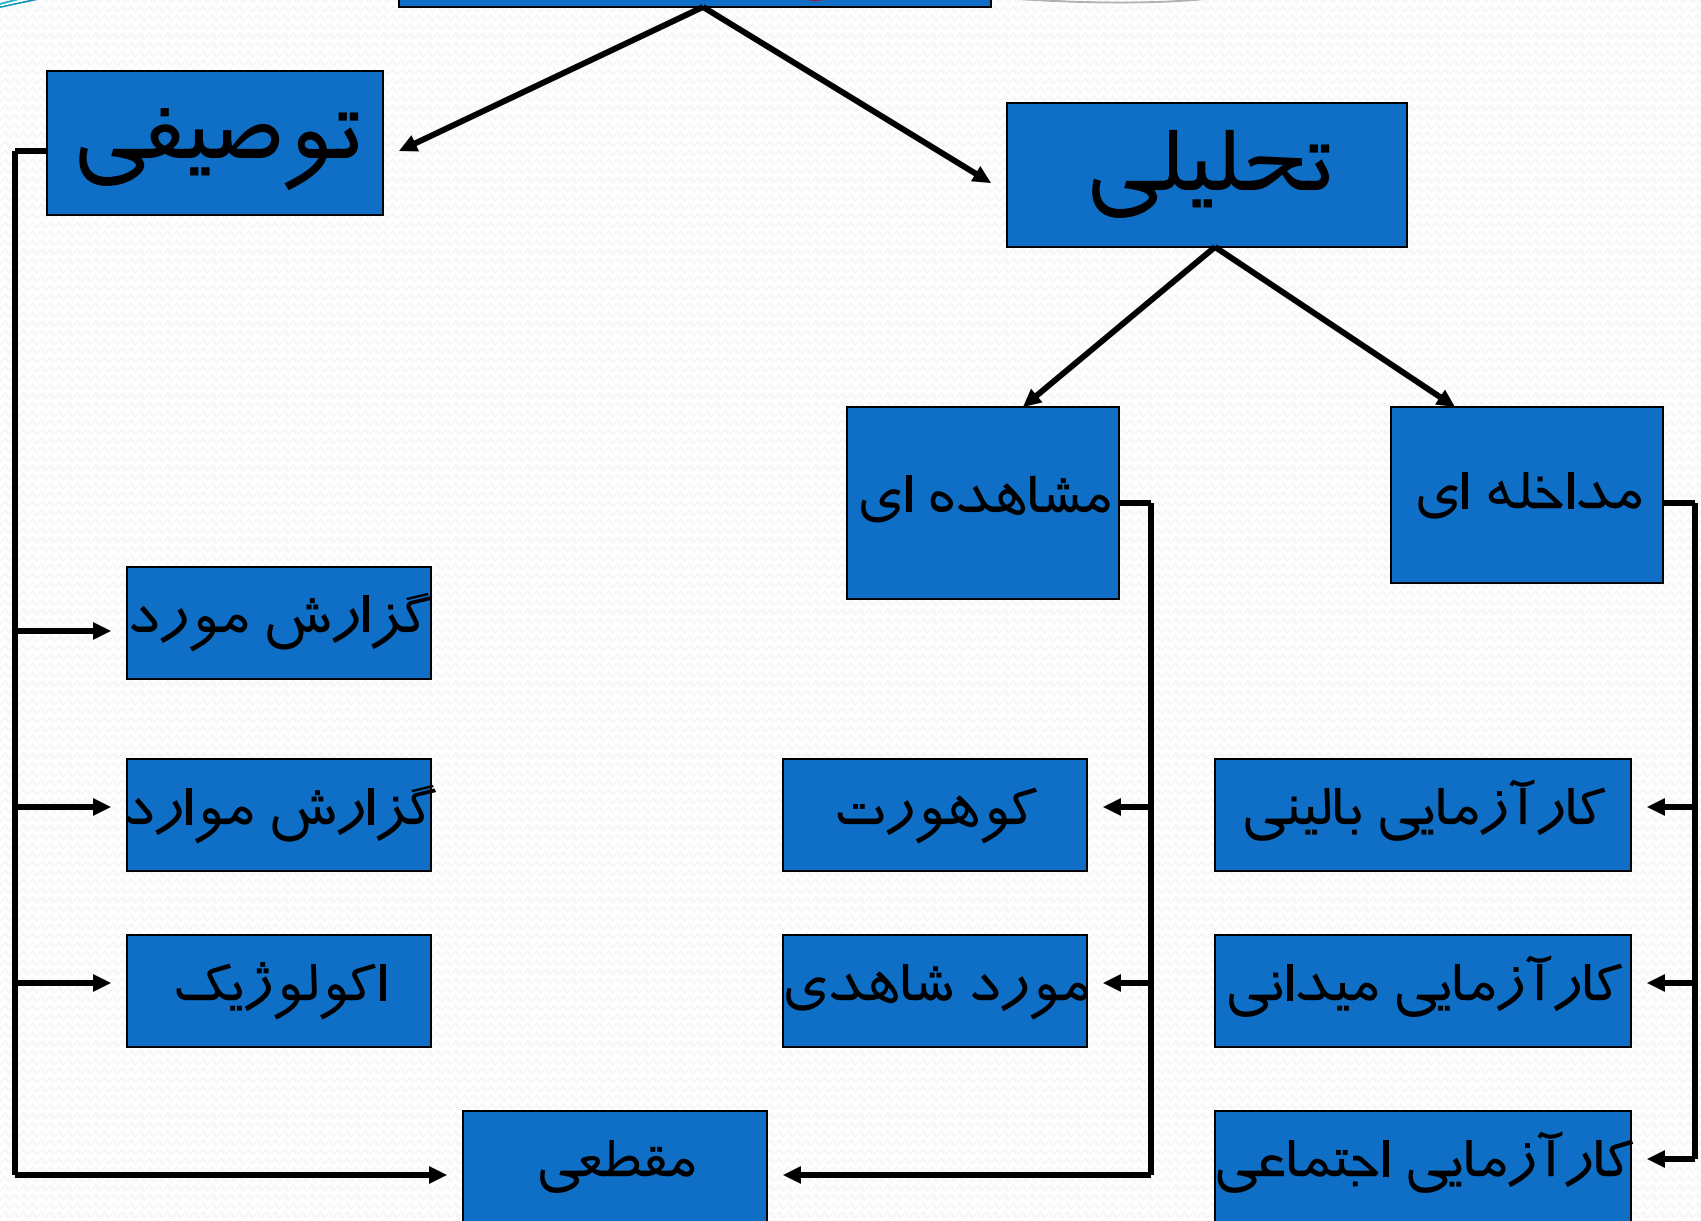 توصیفی
تحلیلی
مشاهده ای
مداخله ای
گزارش مورد
گزارش موارد
کوهورت
کارآزمایی بالینی
اکولوژیک
مورد شاهدی
کارآزمایی میدانی
مقطعی
کارآزمایی اجتماعی